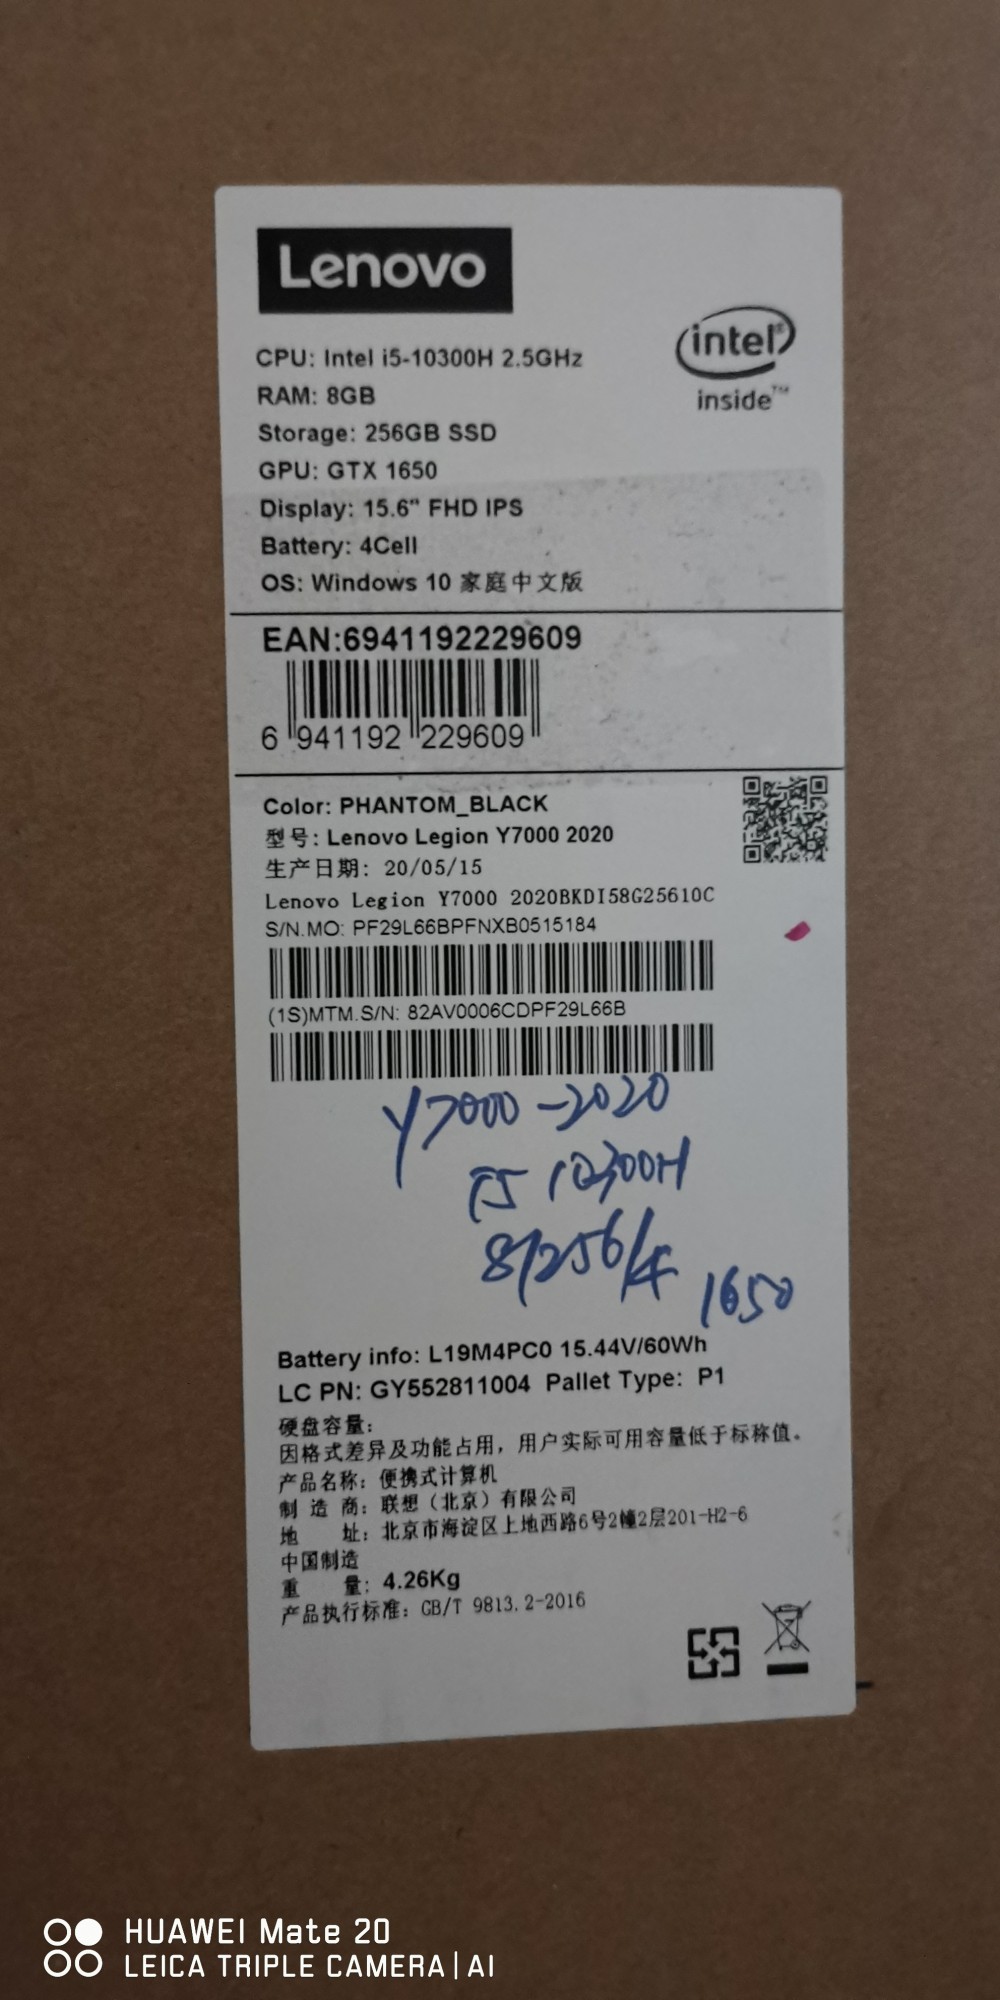 Lenovo
intel®
inside™
CPU: Intel i5-10300H 2.5GHz
RAM: 8GB
Storage: 256GB SSD
GPU: GTX 1650
Display: 15.6" FHD IPS
Battery: 4Cell
OS: Windows 10 家庭中文版
EAN:6941192229609
6 941192 229609
Color: PHANTOM_BLACK
型号: Lenovo Legion Y7000 2020
生产日期: 20/05/15
Lenovo Legion Y7000 2020BKDI58G25610C
S/N.MO: PF29L66BPFNXB0515184
(1S)MTM.S/N: 82AV0006CDPF29L66B
Y7000-2020
I5 10300H
8/256/4
1650
Battery info: L19M4PC0 15.44V/60Wh
LC PN: GY552811004 Pallet Type: P1
硬盘容量:
因格式差异及功能占用，用户实际可用容量低于标称值。
产品名称: 便携式计算机
制 造 商: 联想（北京）有限公司
地 址: 北京市海淀区上地西路6号2幢2层201-H2-6
中国制造
重 量: 4.26Kg
产品执行标准: GB/T 9813.2-2016
HUAWEI Mate 20
LEICA TRIPLE CAMERA | AI